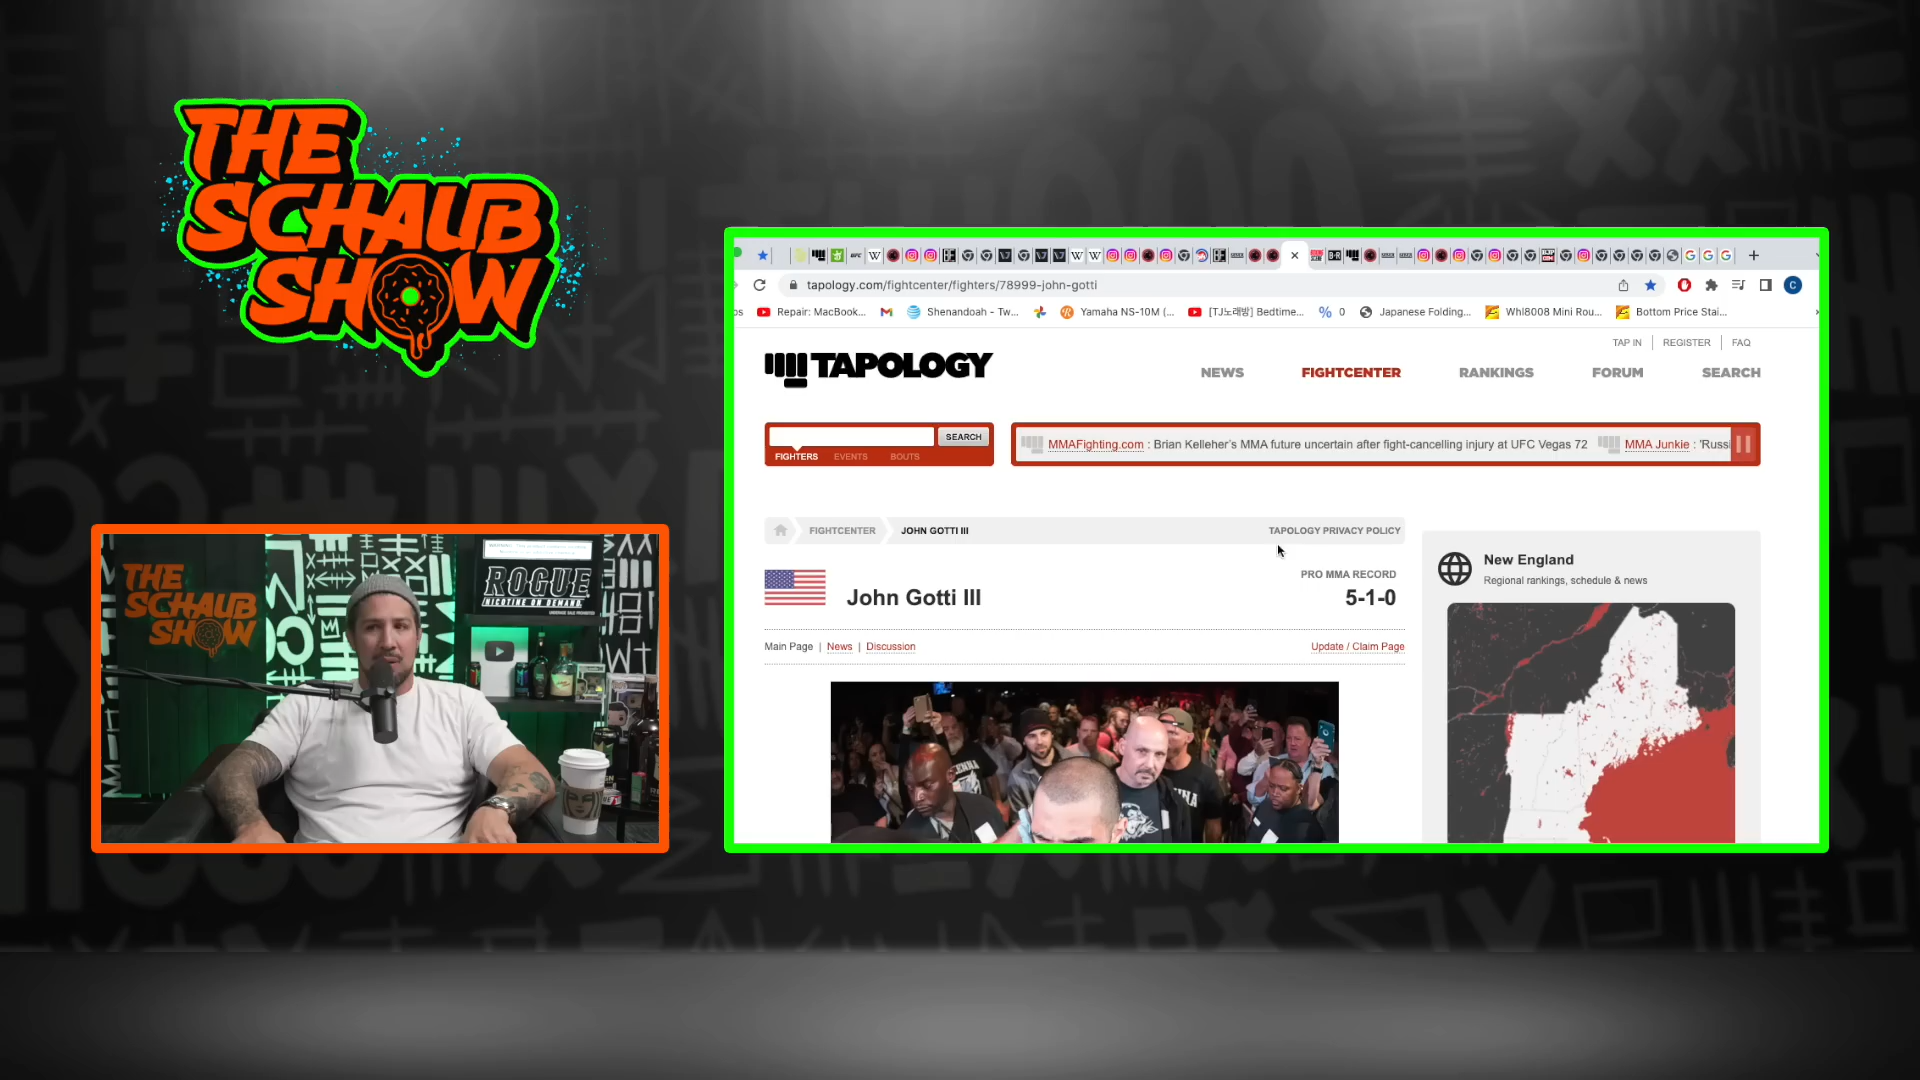 THE
SCHAUB
SHOW
tapology.com/fightcenter/fighters/78999-john-gotti
Repair: MacBook...
Shenandoah - Tw...
Yamaha NS-10M (...
[TJ노래방] Bedtime...
0
Japanese Folding...
Whl8008 Mini Rou...
Bottom Price Stai...
TAP IN
REGISTER
FAQ
TAPOLOGY
NEWS
FIGHTCENTER
RANKINGS
FORUM
SEARCH
SEARCH
FIGHTERS
EVENTS
BOUTS
MMAFighting.com : Brian Kelleher's MMA future uncertain after fight-cancelling injury at UFC Vegas 72
MMA Junkie : 'Russi
FIGHTCENTER
JOHN GOTTI III
TAPOLOGY PRIVACY POLICY
New England
Regional rankings, schedule & news
PRO MMA RECORD
John Gotti III
5-1-0
Main Page | News | Discussion
Update / Claim Page
THE
SCHAUB
SHOW
ROGUE
NICOTINE ON DEMAND